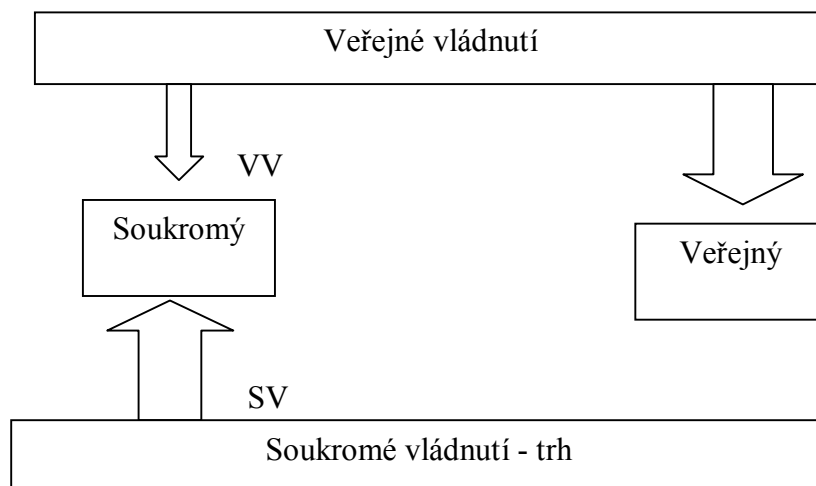 Veřejné vládnutí
VV
Soukromý
Veřejný
SV
Soukromé vládnutí - trh